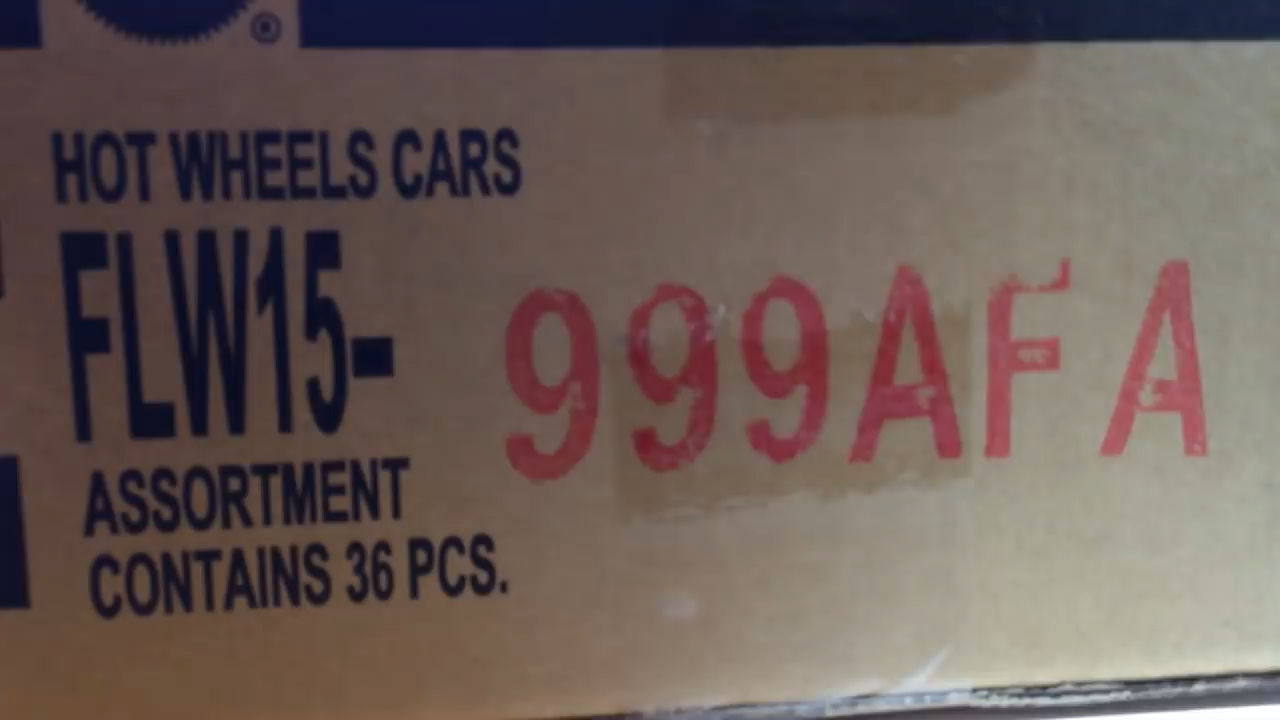 ®
HOT WHEELS CARS
FLW15- 999AFA
ASSORTMENT
CONTAINS 36 PCS.